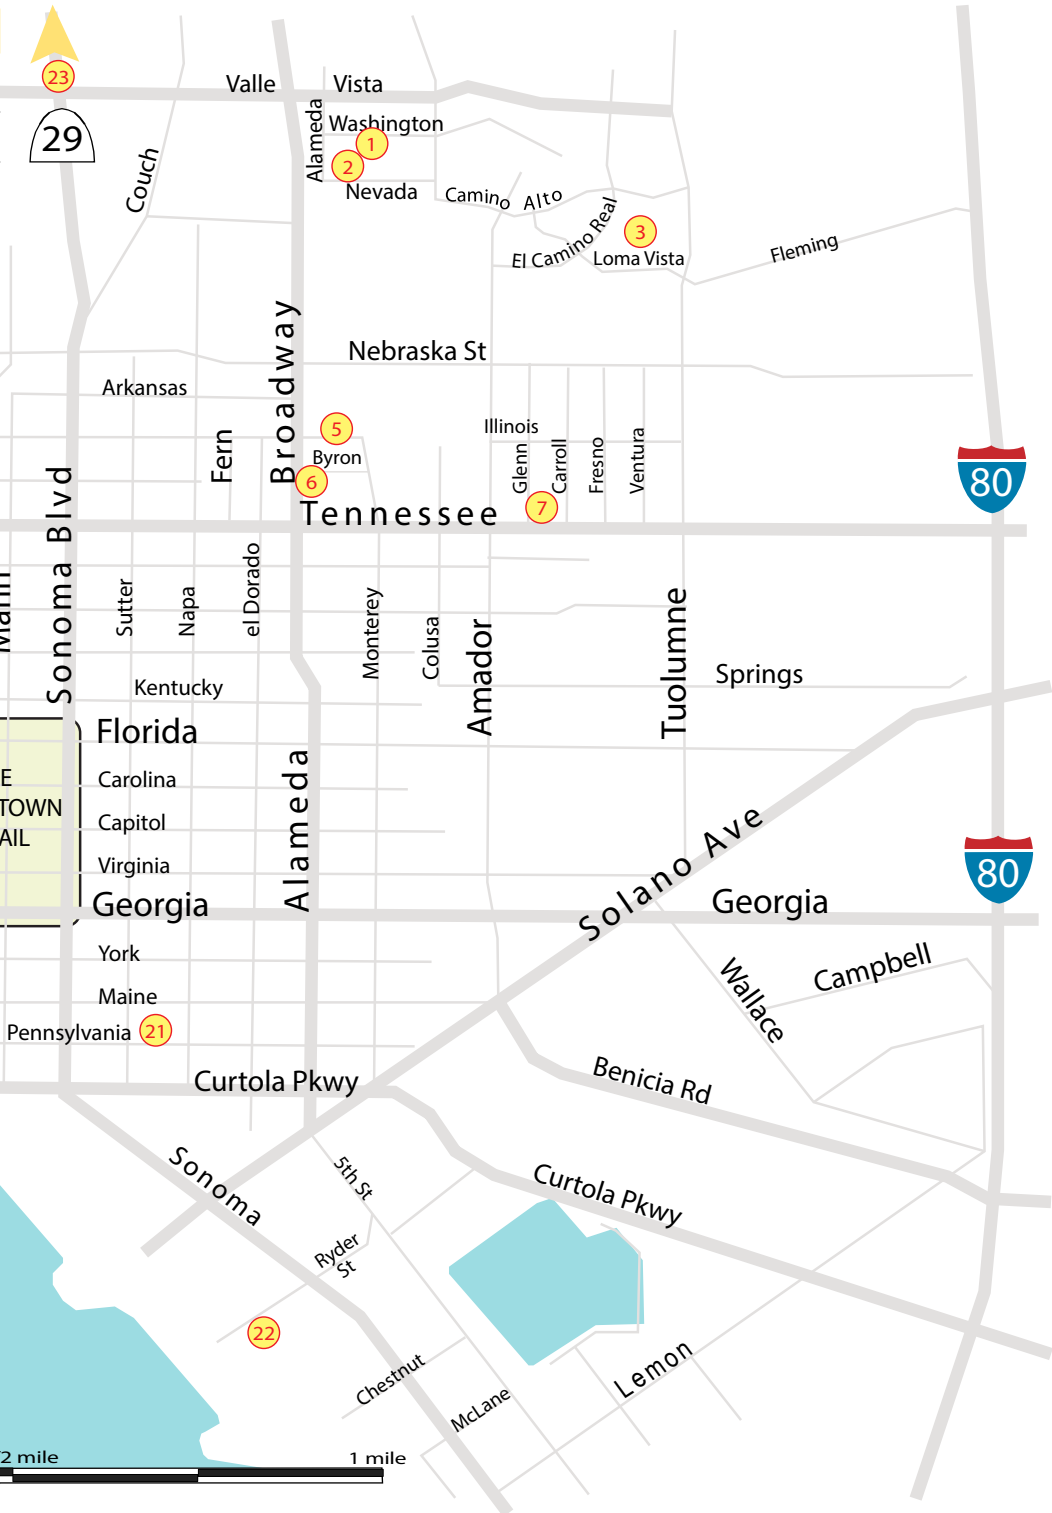 23
Valle Vista
29
Alameda
Washington
1
2
Nevada
Couch
Camino Alto
El Camino Real
3
Loma Vista
Fleming
Broadway
Nebraska St
Arkansas
Fern
5
Byron
6
Illinois
Glenn
Carroll
Fresno
Ventura
7
80
Tennessee
Sonoma Blvd
Sutter
Napa
el Dorado
Monterey
Colusa
Amador
Tuolumne
Springs
Kentucky
Florida
E
TOWN
AIL
Carolina
Capitol
Virginia
Alameda
Solano Ave
80
Georgia
Georgia
York
Maine
Pennsylvania
21
Wallace
Campbell
Curtola Pkwy
Benicia Rd
Sonoma
5th St
Curtola Pkwy
Ryder
St
22
Chestnut
McLane
Lemon
2 mile
1 mile